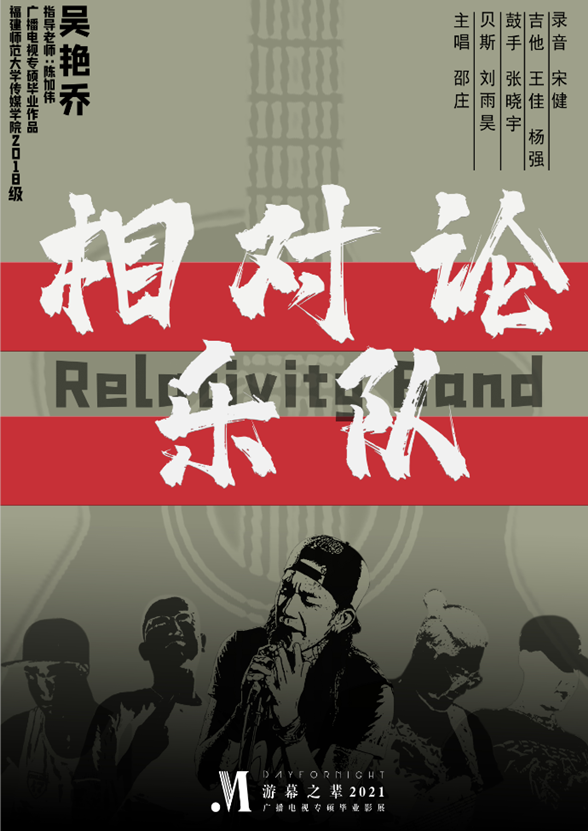 吴艳乔
指导老师：陈加伟
广播电视专硕毕业作品
福建师范大学传媒学院2018级
录音 宋健
吉他 王佳 杨强
鼓手 张晓宇
贝斯 刘雨昊
主唱 邵庄
相对论
Relativity Band
乐队
DAYFORNIGHT
游幕之辈2021
广播电视专硕毕业影展